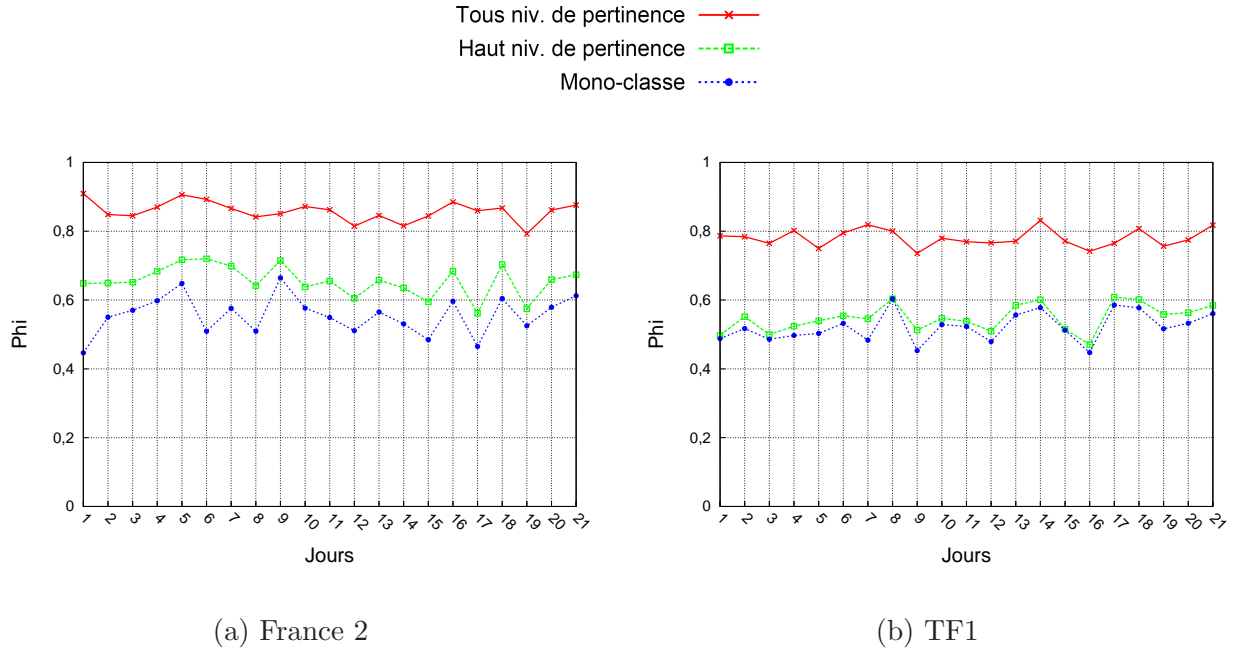 Tous niv. de pertinence
Haut niv. de pertinence
Mono-classe
Phi
1
0,8
0,6
0,4
0,2
0
1 2 3 4 5 6 7 8 9 10 11 12 13 14 15 16 17 18 19 20 21
Jours
(a) France 2
Phi
1
0,8
0,6
0,4
0,2
0
1 2 3 4 5 6 7 8 9 10 11 12 13 14 15 16 17 18 19 20 21
Jours
(b) TF1